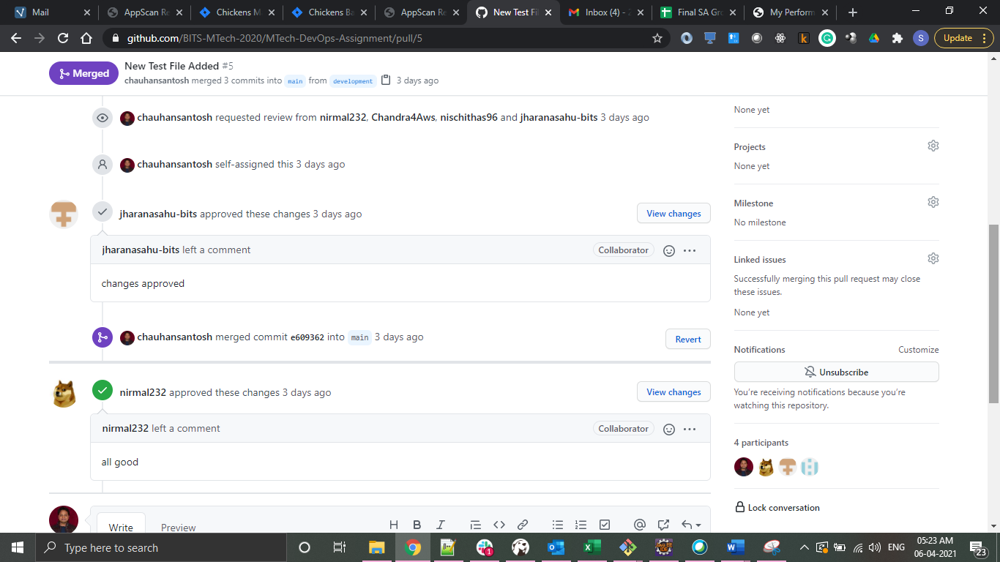 Mail
AppScan Re
Chickens M
Chickens Ba
AppScan Re
New Test Fil
Inbox (4) - 2
Final SA Gro
My Perform
github.com/BITS-MTech-2020/MTech-DevOps-Assignment/pull/5
S
Update
Merged
New Test File Added #5
chauhansantosh merged 3 commits into main from development 3 days ago
chauhansantosh requested review from nirmal232, Chandra4Aws, nischithas96 and jharanasahu-bits 3 days ago
chauhansantosh self-assigned this 3 days ago
jharanasahu-bits approved these changes 3 days ago
View changes
jharanasahu-bits left a comment
Collaborator
changes approved
chauhansantosh merged commit e609362 into main 3 days ago
Revert
nirmal232 approved these changes 3 days ago
View changes
nirmal232 left a comment
Collaborator
all good
Write
Preview
H B I
None yet
Projects
None yet
Milestone
No milestone
Linked issues
Successfully merging this pull request may close
these issues.
None yet
Notifications
Customize
Unsubscribe
You're receiving notifications because you're
watching this repository.
4 participants
Lock conversation
Type here to search
ENG
05:23 AM
06-04-2021
23